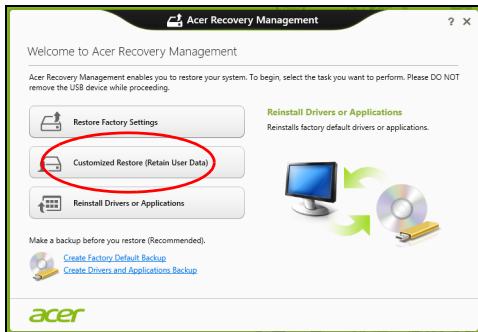 Acer Recovery Management
? X
Welcome to Acer Recovery Management
Acer Recovery Management enables you to restore your system. To begin, select the task you want to perform. Please DO NOT
remove the USB device while proceeding.
Restore Factory Settings
Customized Restore (Retain User Data)
Reinstall Drivers or Applications
Reinstall Drivers or Applications
Reinstalls factory default drivers or applications.
Make a backup before you restore (Recommended).
Create Factory Default Backup
Create Drivers and Applications Backup
acer